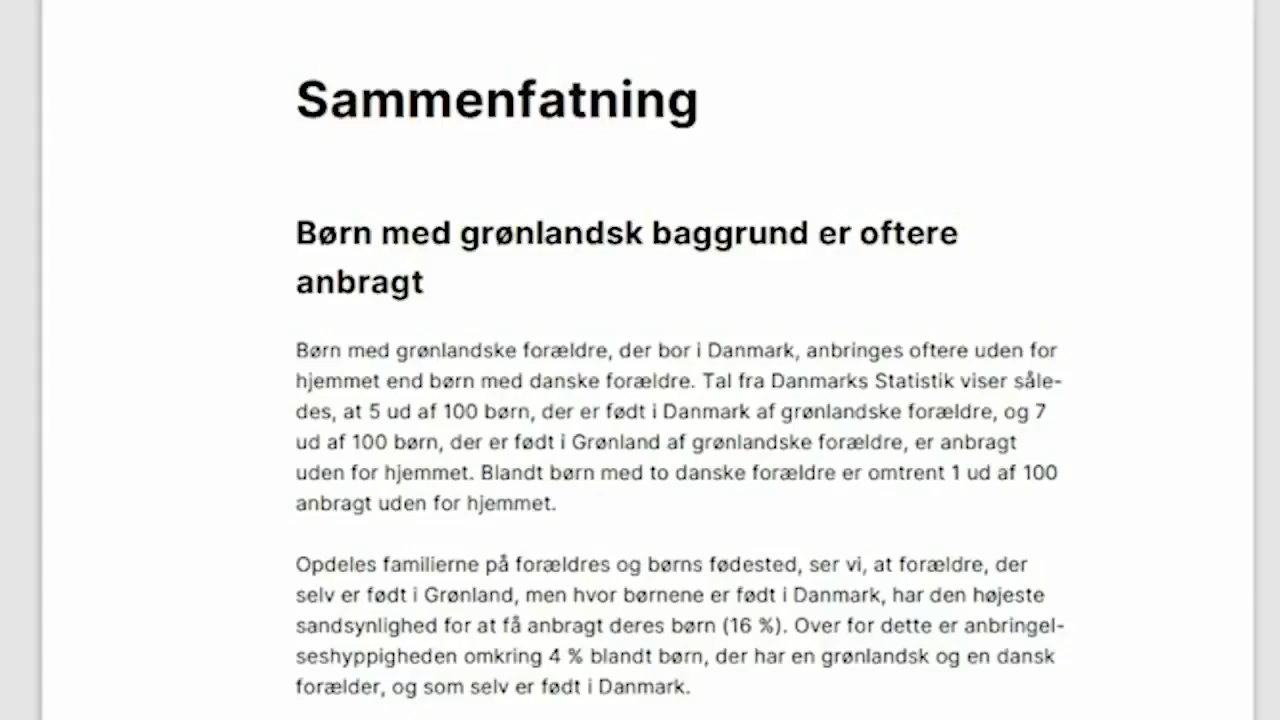 Sammenfatning
Børn med grønlandsk baggrund er oftere
anbragt
Børn med grønlandske forældre, der bor i Danmark, anbringes oftere uden for
hjemmet end børn med danske forældre. Tal fra Danmarks Statistik viser såle-
des, at 5 ud af 100 børn, der er født i Danmark af grønlandske forældre, og 7
ud af 100 børn, der er født i Grønland af grønlandske forældre, er anbragt
uden for hjemmet. Blandt børn med to danske forældre er omtrent 1 ud af 100
anbragt uden for hjemmet.
Opdeles familierne på forældres og børns fødested, ser vi, at forældre, der
selv er født i Grønland, men hvor børnene er født i Danmark, har den højeste
sandsynlighed for at få anbragt deres børn (16 %). Over for dette er anbringel-
seshyppigheden omkring 4 % blandt børn, der har en grønlandsk og en dansk
forælder, og som selv er født i Danmark.